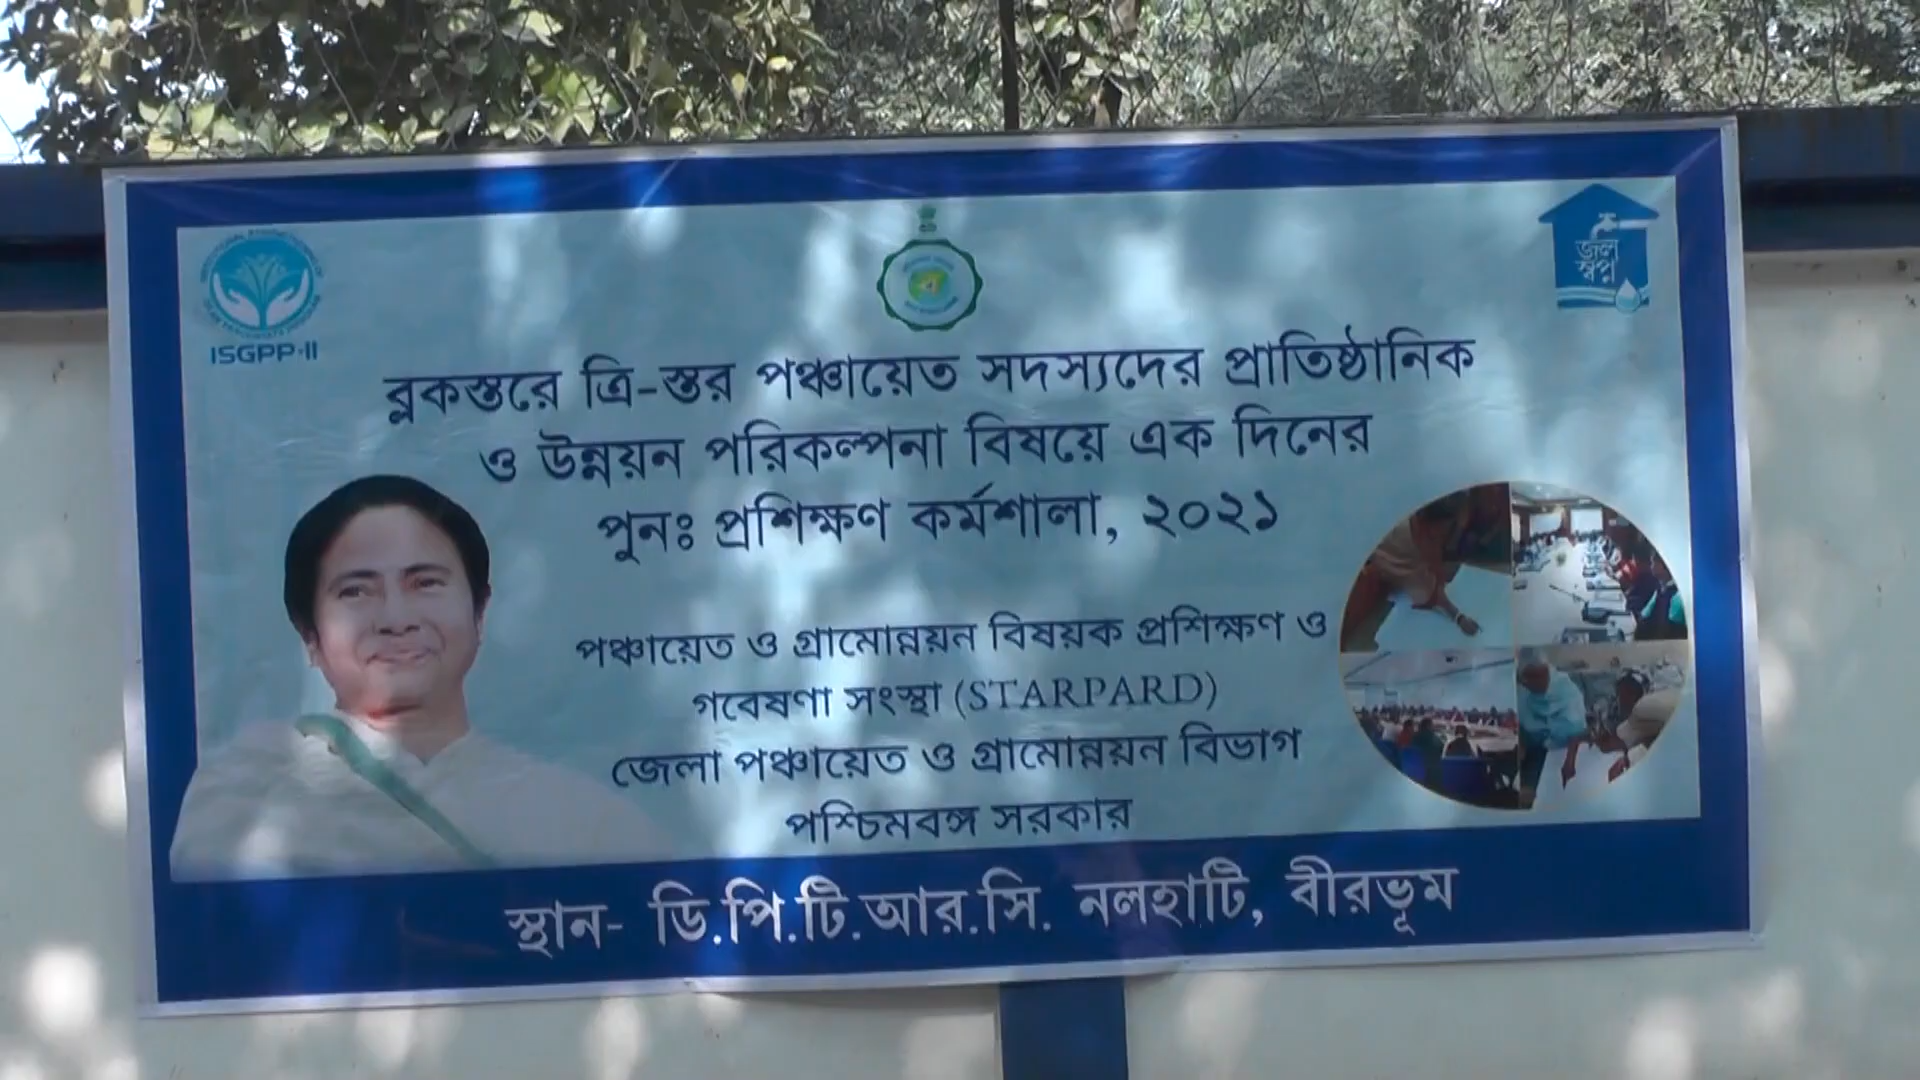 ISGPP-II
জল
স্বপ্ন
ব্লকস্তরে ত্রি-স্তর পঞ্চায়েত সদস্যদের প্রাতিষ্ঠানিক
ও উন্নয়ন পরিকল্পনা বিষয়ে এক দিনের
পুনঃ প্রশিক্ষণ কর্মশালা, ২০২১
পঞ্চায়েত ও গ্রামোন্নয়ন বিষয়ক প্রশিক্ষণ ও
গবেষণা সংস্থা (STARPARD)
জেলা পঞ্চায়েত ও গ্রামোন্নয়ন বিভাগ
পশ্চিমবঙ্গ সরকার
স্থান- ডি.পি.টি.আর.সি. নলহাটি, বীরভূম